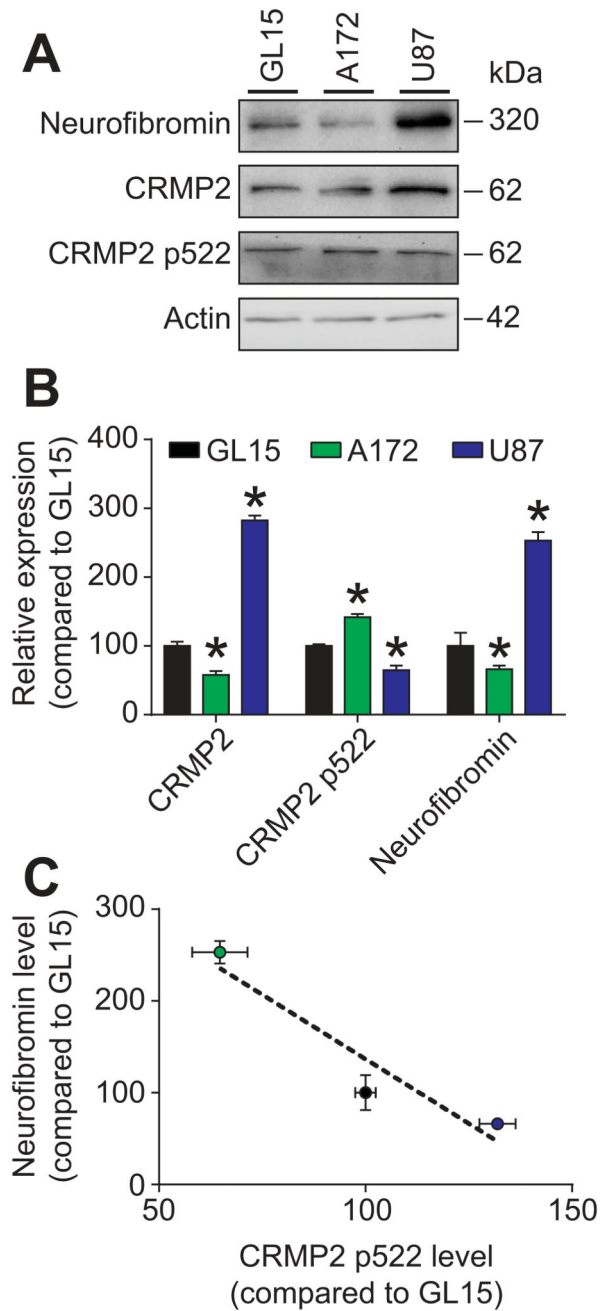 A
GL15 A172 U87 kDa
Neurofibromin 320
CRMP2 62
CRMP2 p522 62
Actin 42
B
Relative expression
(compared to GL15)
400
300
200
100
0
GL15 A172 U87
*
*
*
*
*
*
CRMP2
CRMP2 p522
Neurofibromin
C
Neurofibromin level
(compared to GL15)
300
200
100
0
50 100 150
CRMP2 p522 level
(compared to GL15)